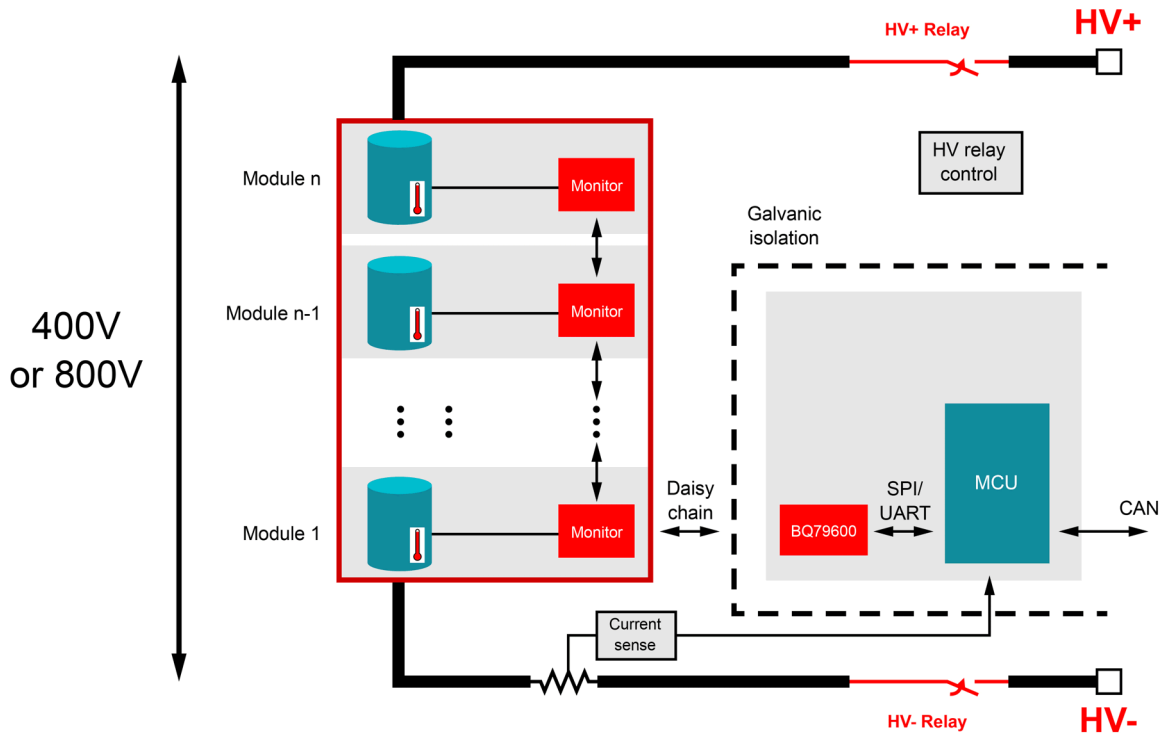 HV+
HV+ Relay
HV relay
control
Module n
Monitor
Galvanic
isolation
Module n-1
Monitor
400V
or 800V
Daisy
chain
SPI/
UART
MCU
CAN
Module 1
Monitor
BQ79600
Current
sense
HV- Relay
HV-